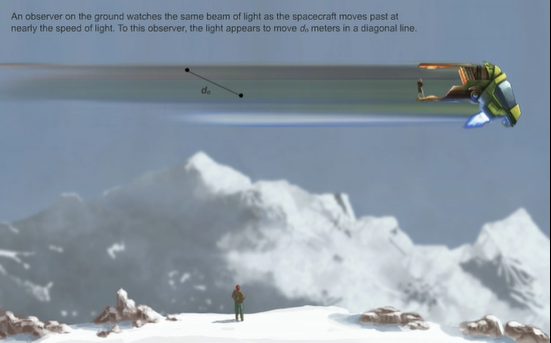 An observer on the ground watches the same beam of light as the spacecraft moves past at
nearly the speed of light. To this observer, the light appears to move dₒ meters in a diagonal line.
dₒ